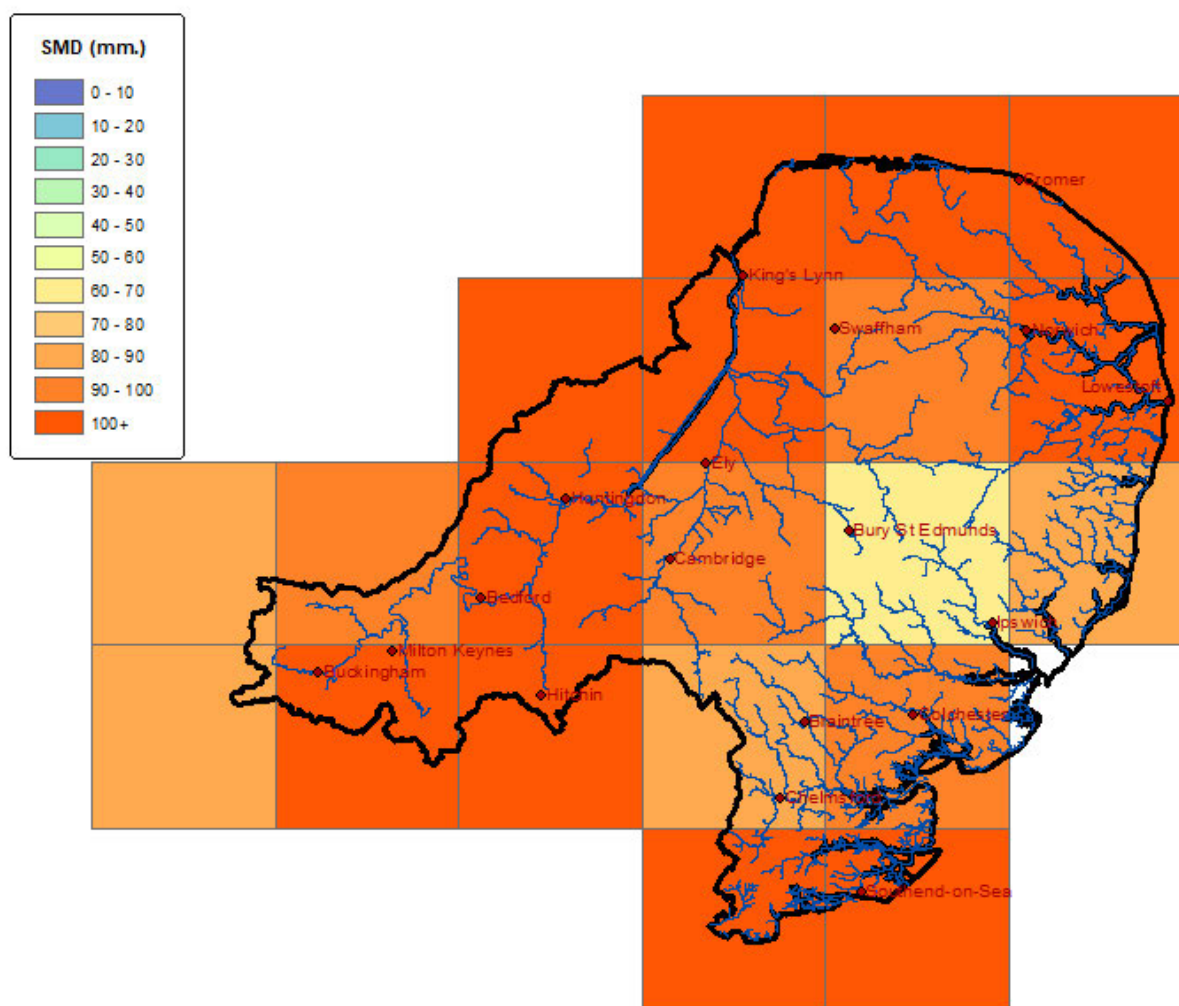 SMD (mm.)
0 - 10
10 - 20
20 - 30
30 - 40
40 - 50
50 - 60
60 - 70
70 - 80
80 - 90
90 - 100
100+
Cromer
King's Lynn
Swaffham
Norwich
Lowestoft
Ely
Huntingdon
Bury St Edmunds
Cambridge
Bedford
Ipswich
Milton Keynes
Buckingham
Hitchin
Braintree
Colchester
Chelmsford
Southend-on-Sea